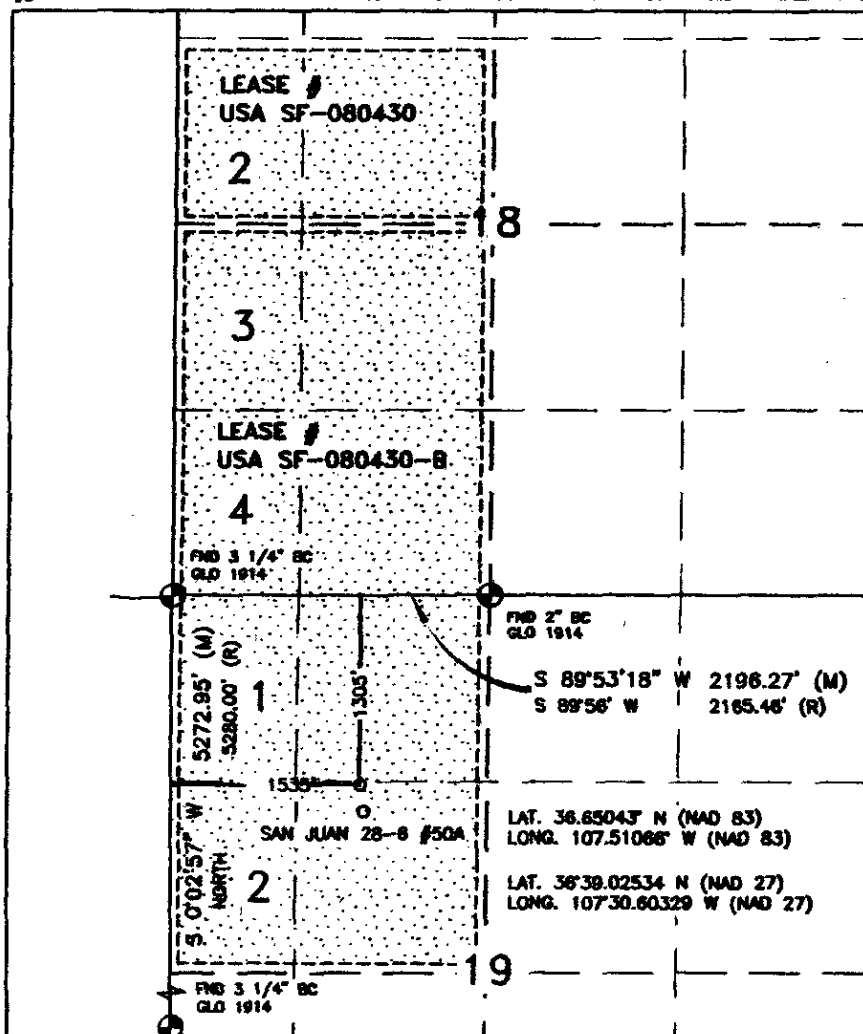 LEASE #
USA SF-080430
2
18
3
LEASE #
USA SF-080430-B
4
FND 3 1/4" BC
GLO 1914
FND 2" BC
GLO 1914
5272.95' (M)
5280.00' (R)
1
1305'
S 89°53'18" W 2196.27' (M)
S 89°56' W 2165.46' (R)
1535'
SAN JUAN 28-6 #50A
LAT. 36.65043° N (NAD 83)
LONG. 107.51066° W (NAD 83)
LAT. 36°39.02534 N (NAD 27)
LONG. 107°30.60329 W (NAD 27)
S 0°02'57" W
NORTH
2
19
FND 3 1/4" BC
GLO 1914